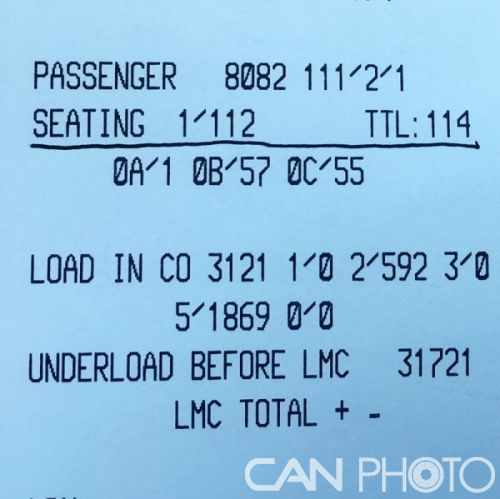 PASSENGER 8082 111/2/1
SEATING 1/112 TTL: 114
0A/1 0B/57 0C/55
LOAD IN CO 3121 1/0 2/592 3/0
5/1869 0/0
UNDERLOAD BEFORE LMC 31721
LMC TOTAL + -
CAN PHOTO